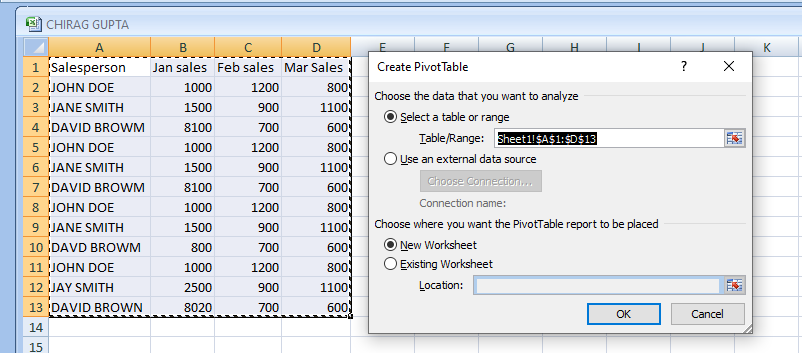 CHIRAG GUPTA
A B C D E F G H I J K
1 Salesperson Jan sales Feb sales Mar Sales
2 JOHN DOE 1000 1200 800
3 JANE SMITH 1500 900 1100
4 DAVID BROWM 8100 700 600
5 JOHN DOE 1000 1200 800
6 JANE SMITH 1500 900 1100
7 DAVID BROWM 8100 700 600
8 JOHN DOE 1000 1200 800
9 JANE SMITH 1500 900 1100
10 DAVD BROWM 800 700 600
11 JOHN DOE 1000 1200 800
12 JAY SMITH 2500 900 1100
13 DAVID BROWN 8020 700 600
14
15
Create PivotTable ? ×
Choose the data that you want to analyze
Select a table or range
Table/Range: Sheet1!$A$1:$D$13
Use an external data source
Choose Connection...
Connection name:
Choose where you want the PivotTable report to be placed
New Worksheet
Existing Worksheet
Location:
OK Cancel